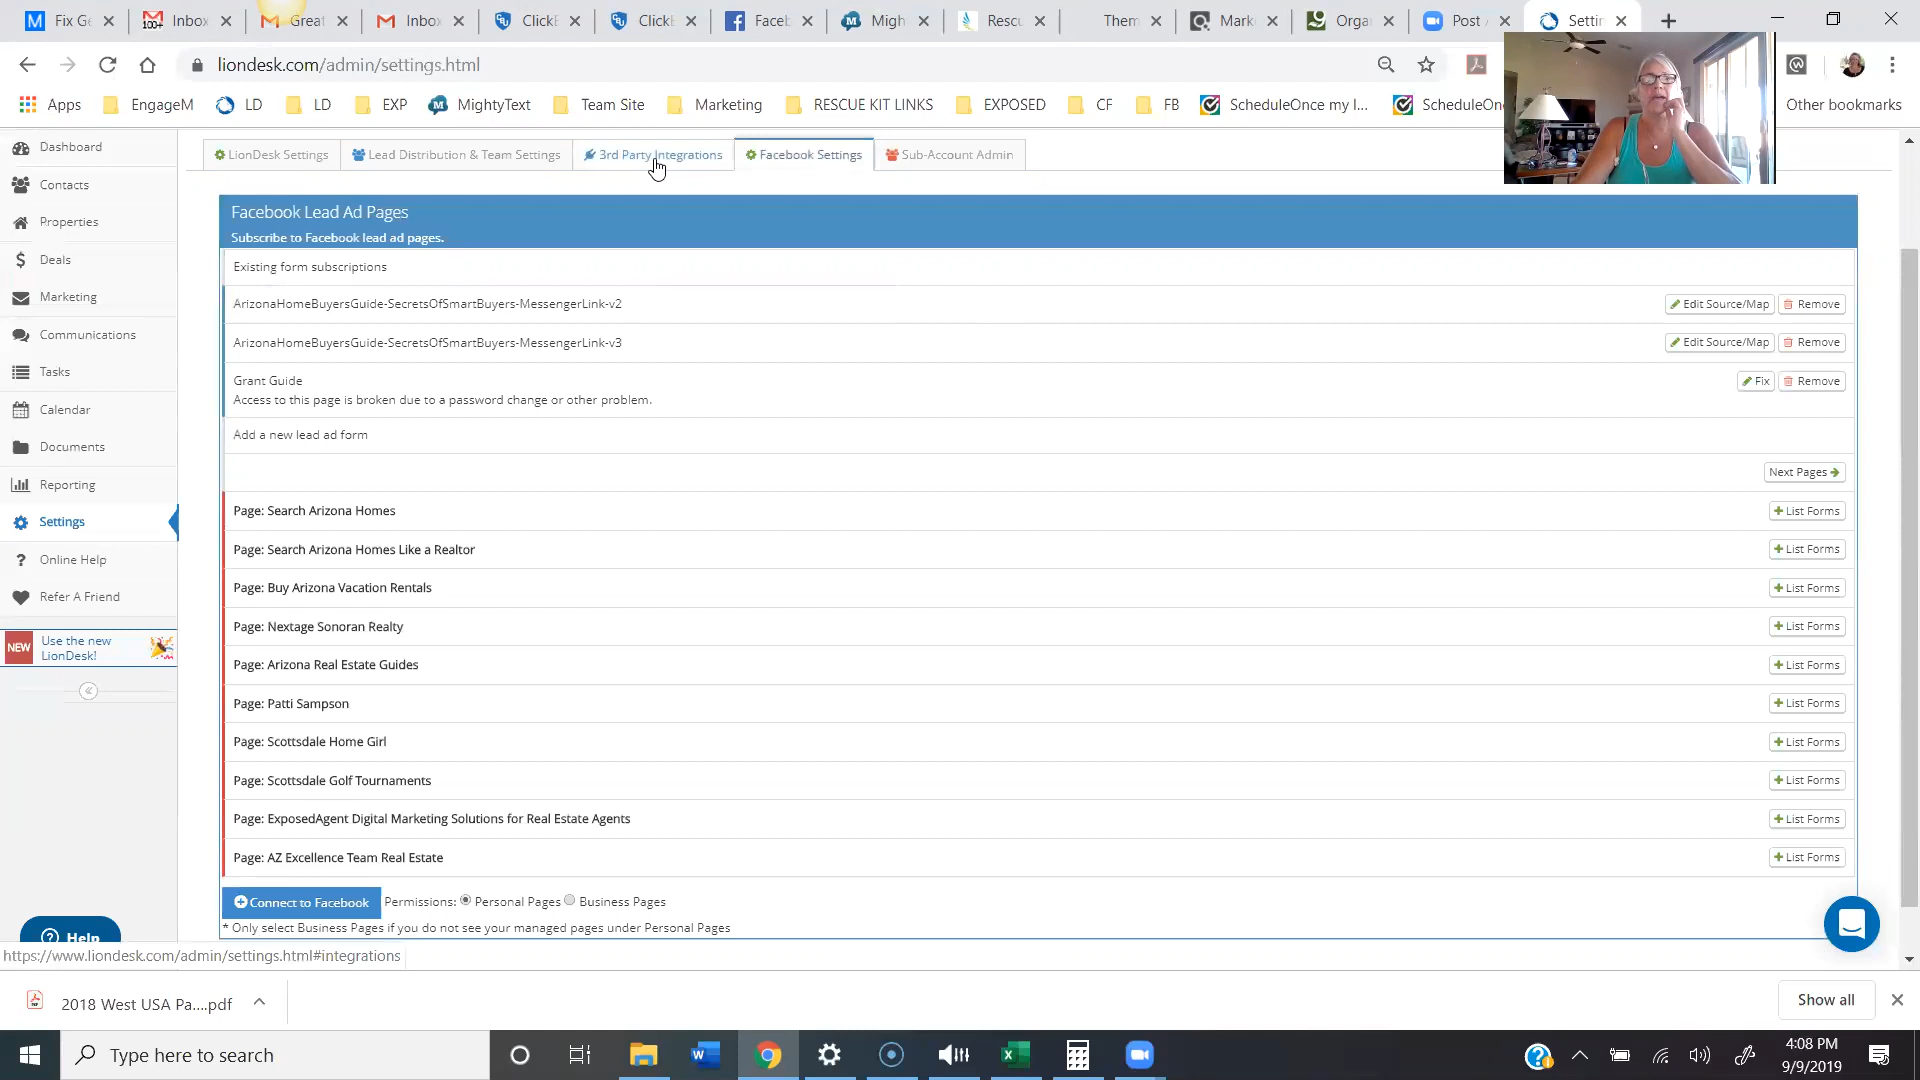 Fix Ge
100+ Inbox
Great
Inbox
ClickB
ClickB
Faceb
Migh
Rescu
Them
Mark
Orga
Post
Settin
liondesk.com/admin/settings.html
Apps
EngageM
LD
LD
EXP
MightyText
Team Site
Marketing
RESCUE KIT LINKS
EXPOSED
CF
FB
ScheduleOnce my l...
ScheduleOnc
Other bookmarks
Dashboard
Contacts
Properties
Deals
Marketing
Communications
Tasks
Calendar
Documents
Reporting
Settings
Online Help
Refer A Friend
NEW
Use the new
LionDesk!
Help
LionDesk Settings
Lead Distribution & Team Settings
3rd Party Integrations
Facebook Settings
Sub-Account Admin
Facebook Lead Ad Pages
Subscribe to Facebook lead ad pages.
Existing form subscriptions
ArizonaHomeBuyersGuide-SecretsOfSmartBuyers-MessengerLink-v2 Edit Source/Map Remove
ArizonaHomeBuyersGuide-SecretsOfSmartBuyers-MessengerLink-v3 Edit Source/Map Remove
Grant Guide Fix Remove
Access to this page is broken due to a password change or other problem.
Add a new lead ad form
Next Pages
Page: Search Arizona Homes List Forms
Page: Search Arizona Homes Like a Realtor List Forms
Page: Buy Arizona Vacation Rentals List Forms
Page: Nextage Sonoran Realty List Forms
Page: Arizona Real Estate Guides List Forms
Page: Patti Sampson List Forms
Page: Scottsdale Home Girl List Forms
Page: Scottsdale Golf Tournaments List Forms
Page: ExposedAgent Digital Marketing Solutions for Real Estate Agents List Forms
Page: AZ Excellence Team Real Estate List Forms
Connect to Facebook Permissions: Personal Pages Business Pages
* Only select Business Pages if you do not see your managed pages under Personal Pages
https://www.liondesk.com/admin/settings.html#integrations
2018 West USA Pa....pdf
Show all
Type here to search
4:08 PM
9/9/2019